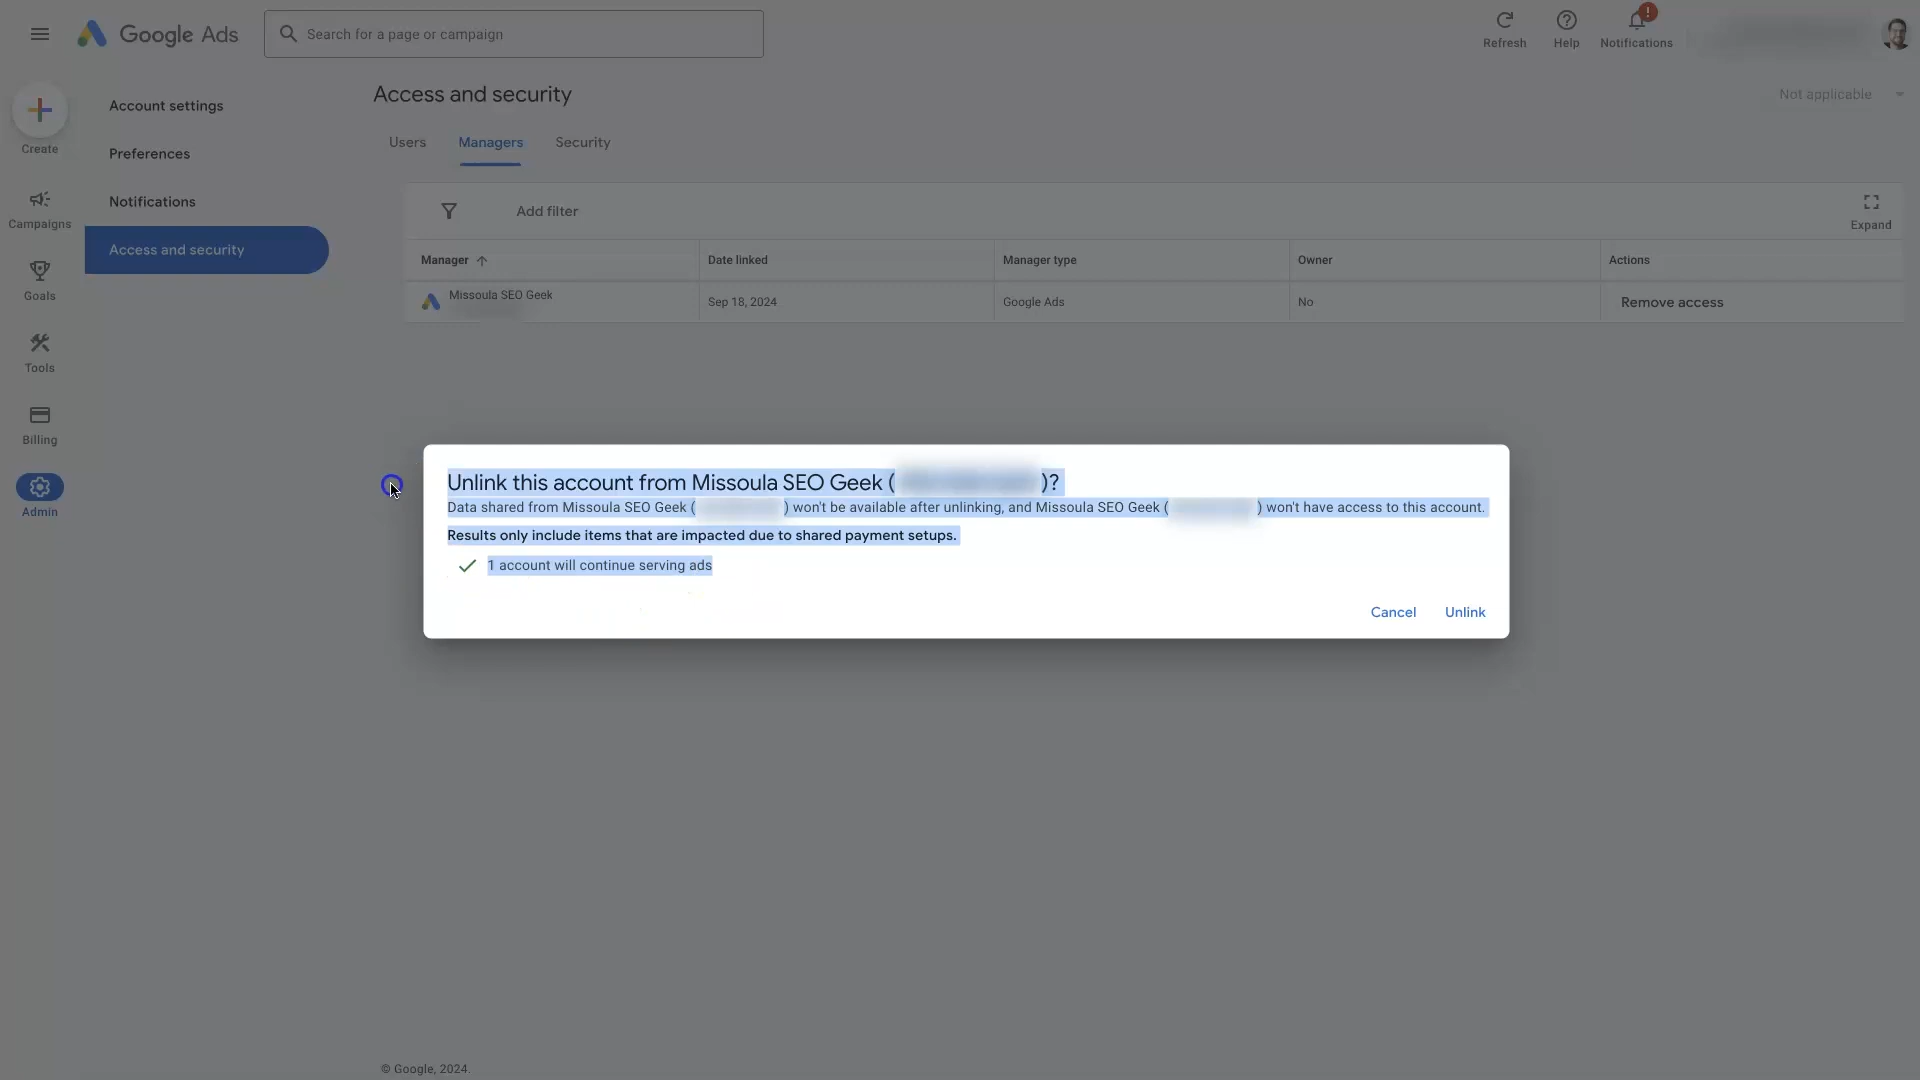 Google Ads
Search for a page or campaign
Refresh
Help
!
Notifications
Create
Campaigns
Goals
Tools
Billing
Admin
Account settings
Preferences
Notifications
Access and security
Access and security
Not applicable
Users Managers Security
Add filter
Expand
Manager Date linked Manager type Owner Actions
Missoula SEO Geek Sep 18, 2024 Google Ads No Remove access
Unlink this account from Missoula SEO Geek ( )?
Data shared from Missoula SEO Geek ( ) won't be available after unlinking, and Missoula SEO Geek ( ) won't have access to this account.
Results only include items that are impacted due to shared payment setups.
1 account will continue serving ads
Cancel Unlink
© Google, 2024.